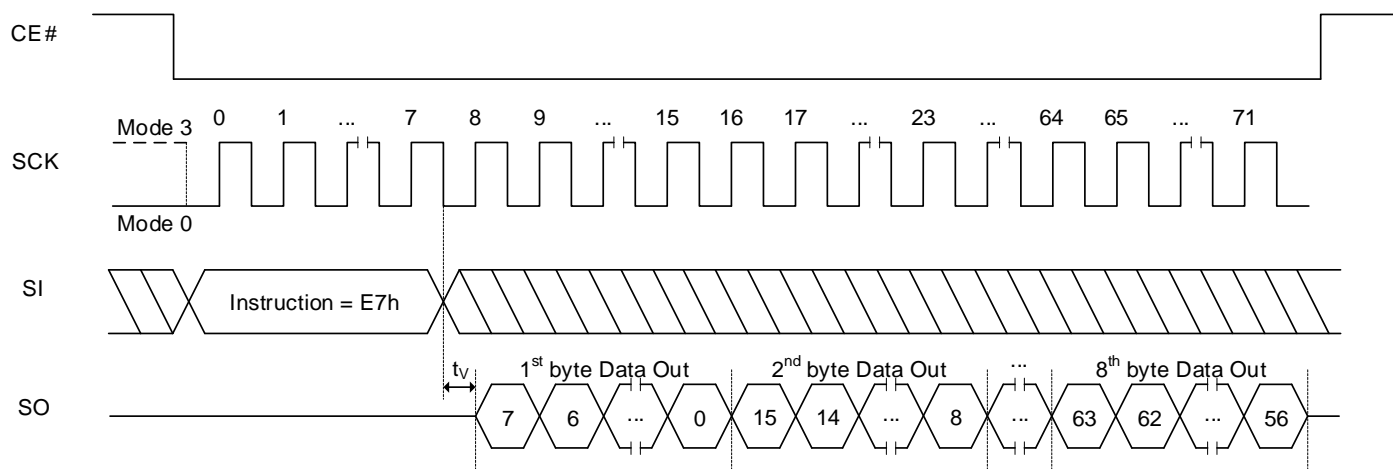 CE#
Mode 3
0 1 ... 7 8 9 ... 15 16 17 ... 23 ... 64 65 ... 71
SCK
Mode 0
SI
Instruction = E7h
tV
1st byte Data Out
2nd byte Data Out
...
8th byte Data Out
SO
7 6 ... 0 15 14 ... 8 ... 63 62 ... 56